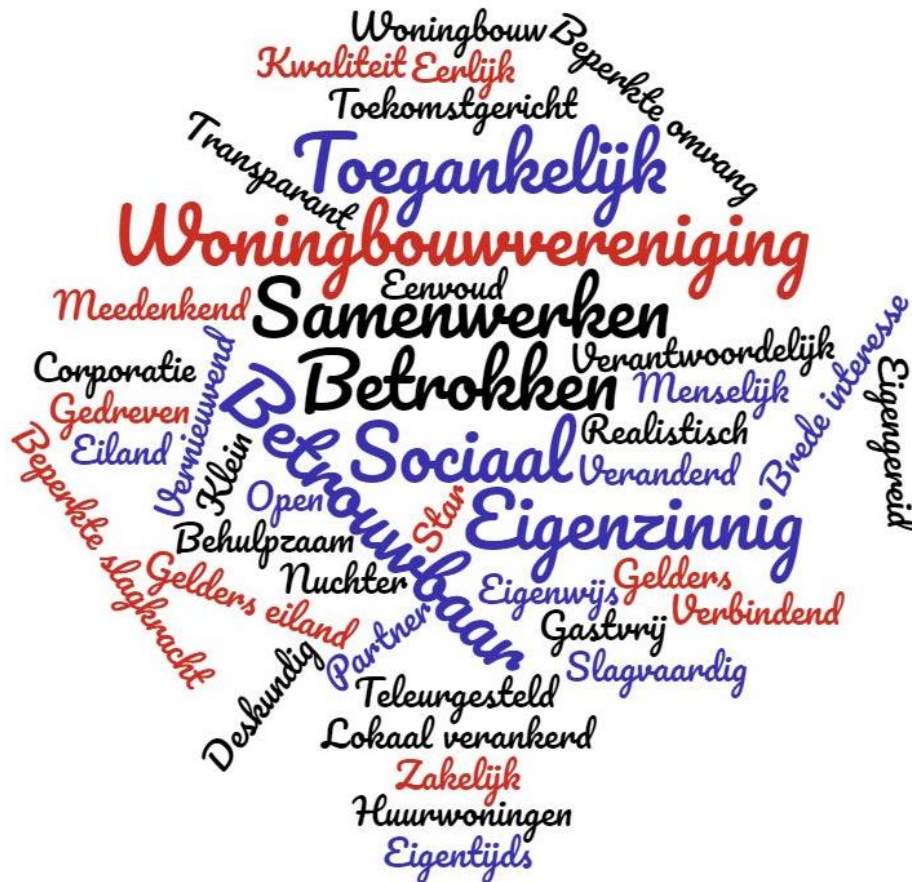 Woningbouw
Beperkte omvang
Kwaliteit
Eerlijk
Toekomstgericht
Transparant
Toegankelijk
Woningbouwvereniging
Eenvoud
Meedenkend
Samenwerken
Verantwoordelijk
Corporatie
Vernieuwend
Betrokken
Menselijk
Brede interesse
Eigengereid
Gedreven
Betrouwbaar
Realistisch
Eiland
Klein
Sociaal
Veranderd
Beperkte slagkracht
Open
Star
Eigenzinnig
Behulpzaam
Gelders eiland
Nuchter
Eigenwijs
Gelders
Verbindend
Partner
Gastvrij
Slagvaardig
Deskundig
Teleurgesteld
Lokaal verankerd
Zakelijk
Huurwoningen
Eigentijds